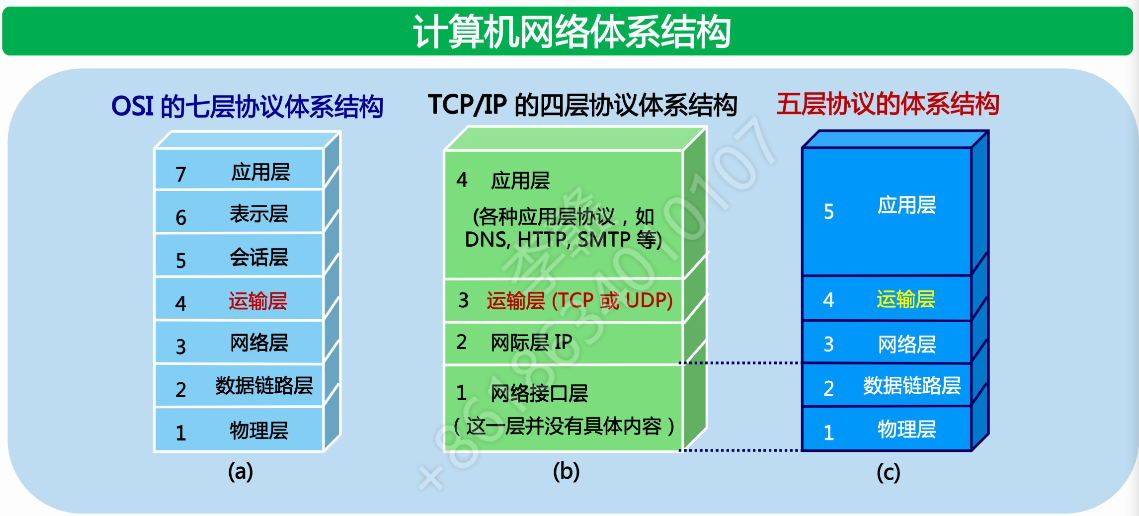 计算机网络体系结构
OSI 的七层协议体系结构
7 应用层
6 表示层
5 会话层
4 运输层
3 网络层
2 数据链路层
1 物理层
(a)
TCP/IP 的四层协议体系结构
4 应用层
(各种应用层协议，如
DNS, HTTP, SMTP 等)
3 运输层 (TCP 或 UDP)
2 网际层 IP
1 网络接口层
（这一层并没有具体内容）
(b)
五层协议的体系结构
5 应用层
4 运输层
3 网络层
2 数据链路层
1 物理层
(c)
+8618634010107